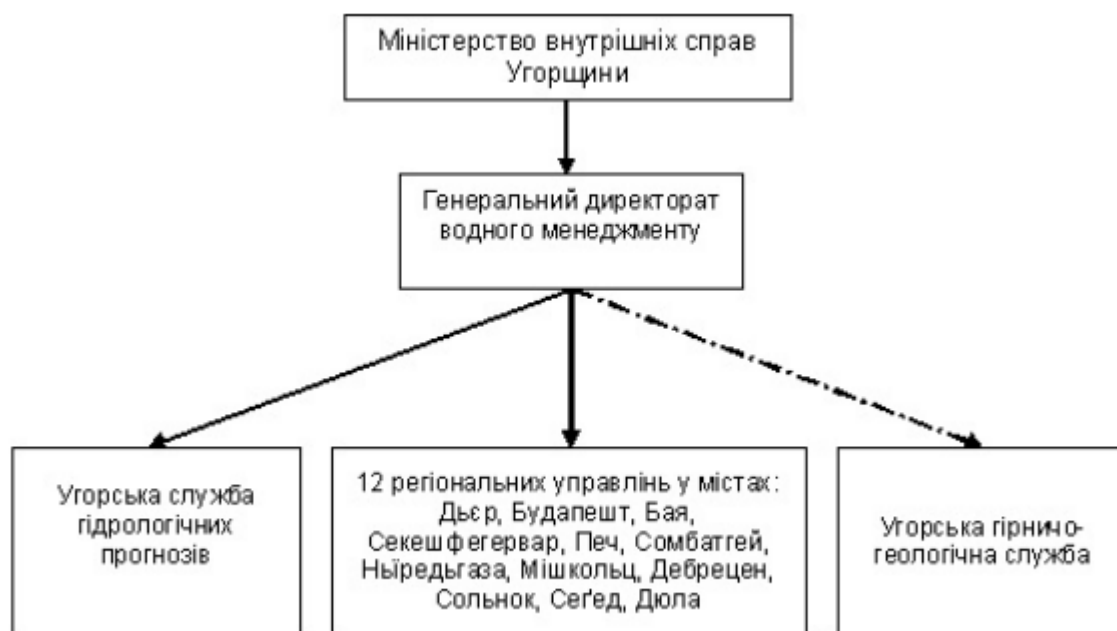 Міністерство внутрішніх справ
Угорщини
Генеральний директорат
водного менеджменту
Угорська служба
гідрологічних
прогнозів
12 регіональних управлінь у містах:
Дьєр, Будапешт, Бая,
Секешфегервар, Печ, Сомбатгей,
Ньїредьгаза, Мішкольц, Дебрецен,
Сольнок, Сеґед, Дюла
Угорська гірничо-
геологічна служба